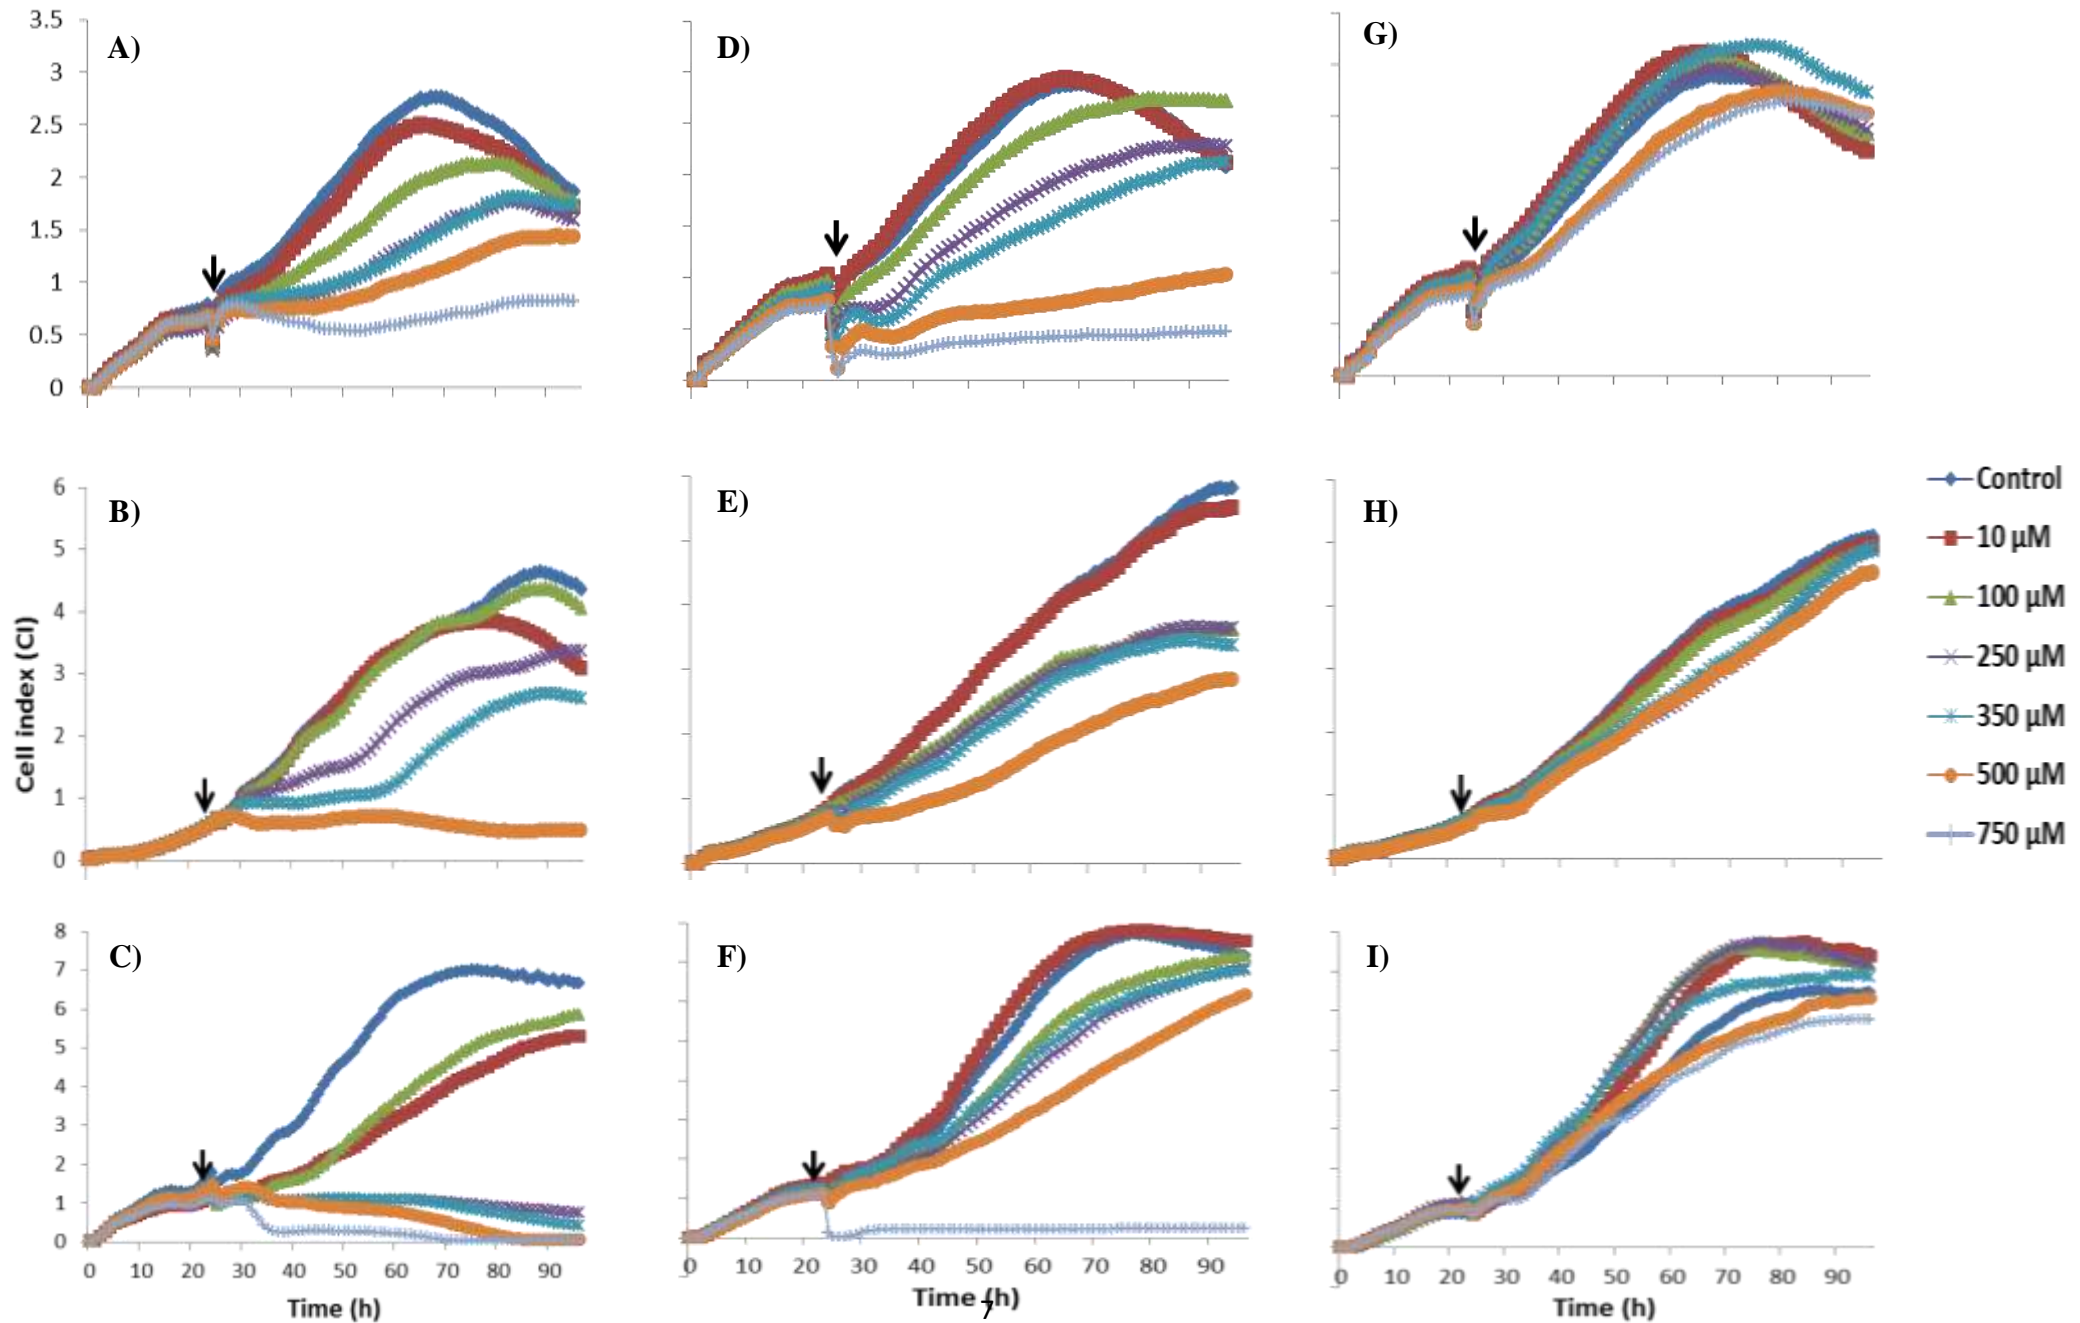 A)
3.5
3
2.5
2
1.5
1
0.5
0
D)
G)
B)
6
5
4
3
2
1
0
Cell index (CI)
E)
H)
Control
10 µM
100 µM
250 µM
350 µM
500 µM
750 µM
C)
8
7
6
5
4
3
2
1
0
0 10 20 30 40 50 60 70 80 90
Time (h)
F)
0 10 20 30 40 50 60 70 80 90
Time (h)
7
I)
0 10 20 30 40 50 60 70 80 90
Time (h)